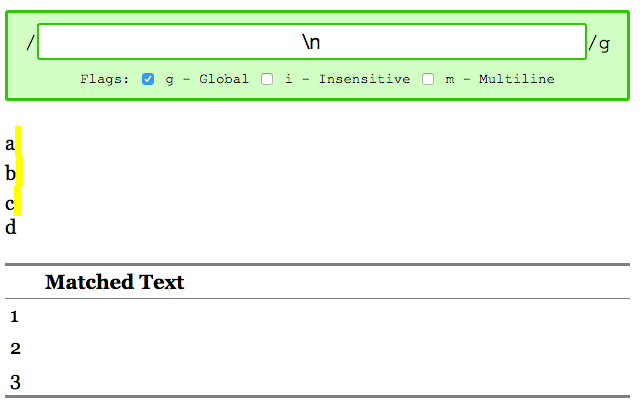 /\n/g
Flags: g - Global i - Insensitive m - Multiline
a
b
c
d
Matched Text
1
2
3